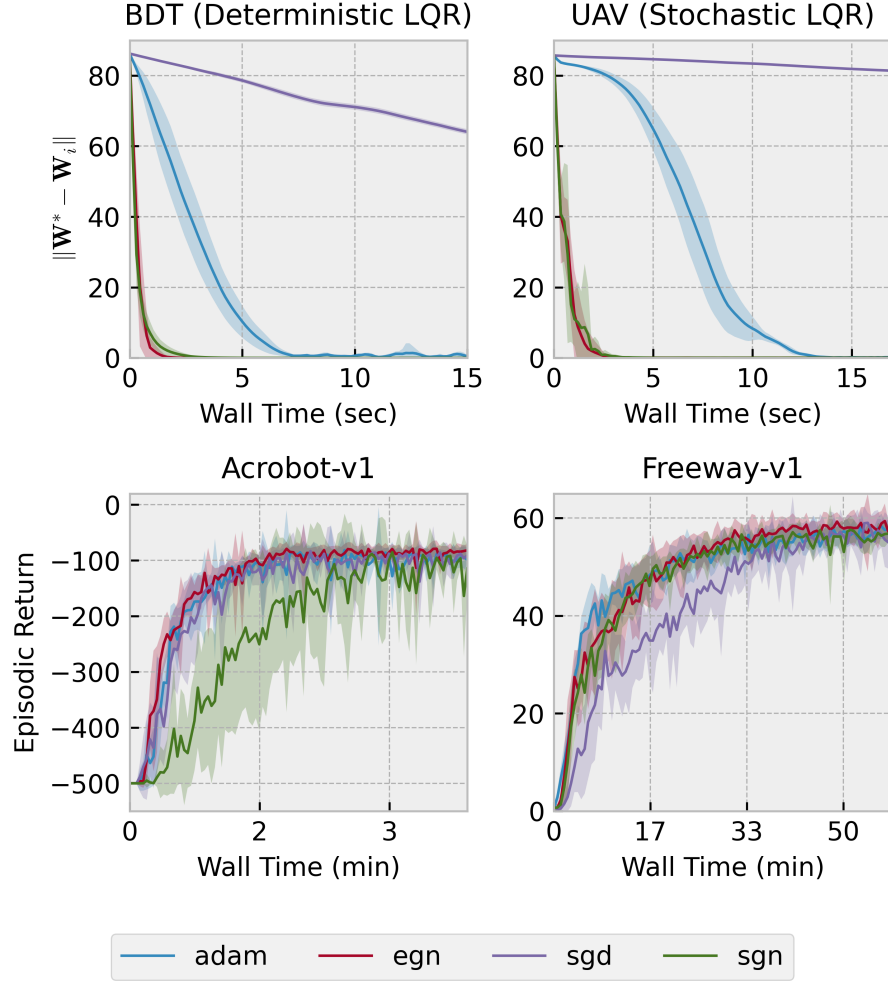 BDT (Deterministic LQR)
UAV (Stochastic LQR)
‖W* − Wᵢ‖
80
60
40
20
0
0 5 10 15
Wall Time (sec)
80
60
40
20
0
0 5 10 15
Wall Time (sec)
Acrobot-v1
Freeway-v1
Episodic Return
0
−100
−200
−300
−400
−500
0 2 3
Wall Time (min)
60
40
20
0
0 17 33 50
Wall Time (min)
adam egn sgd sgn